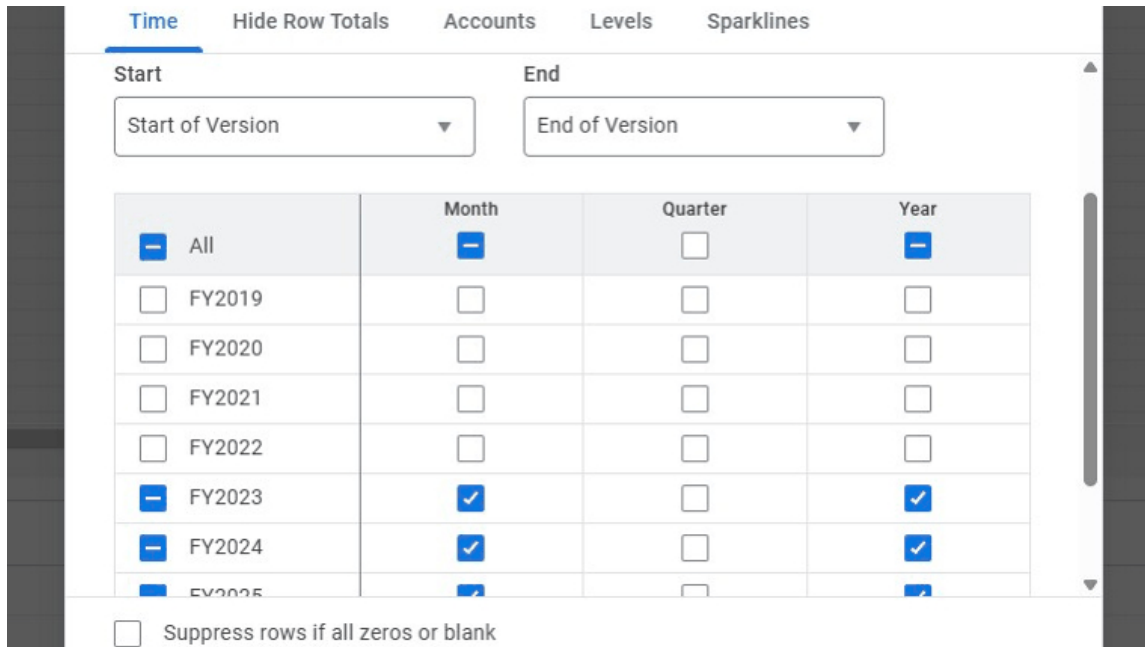 Time Hide Row Totals Accounts Levels Sparklines
Start End
Start of Version End of Version
Month Quarter Year
All
FY2019
FY2020
FY2021
FY2022
FY2023
FY2024
FY2025
Suppress rows if all zeros or blank